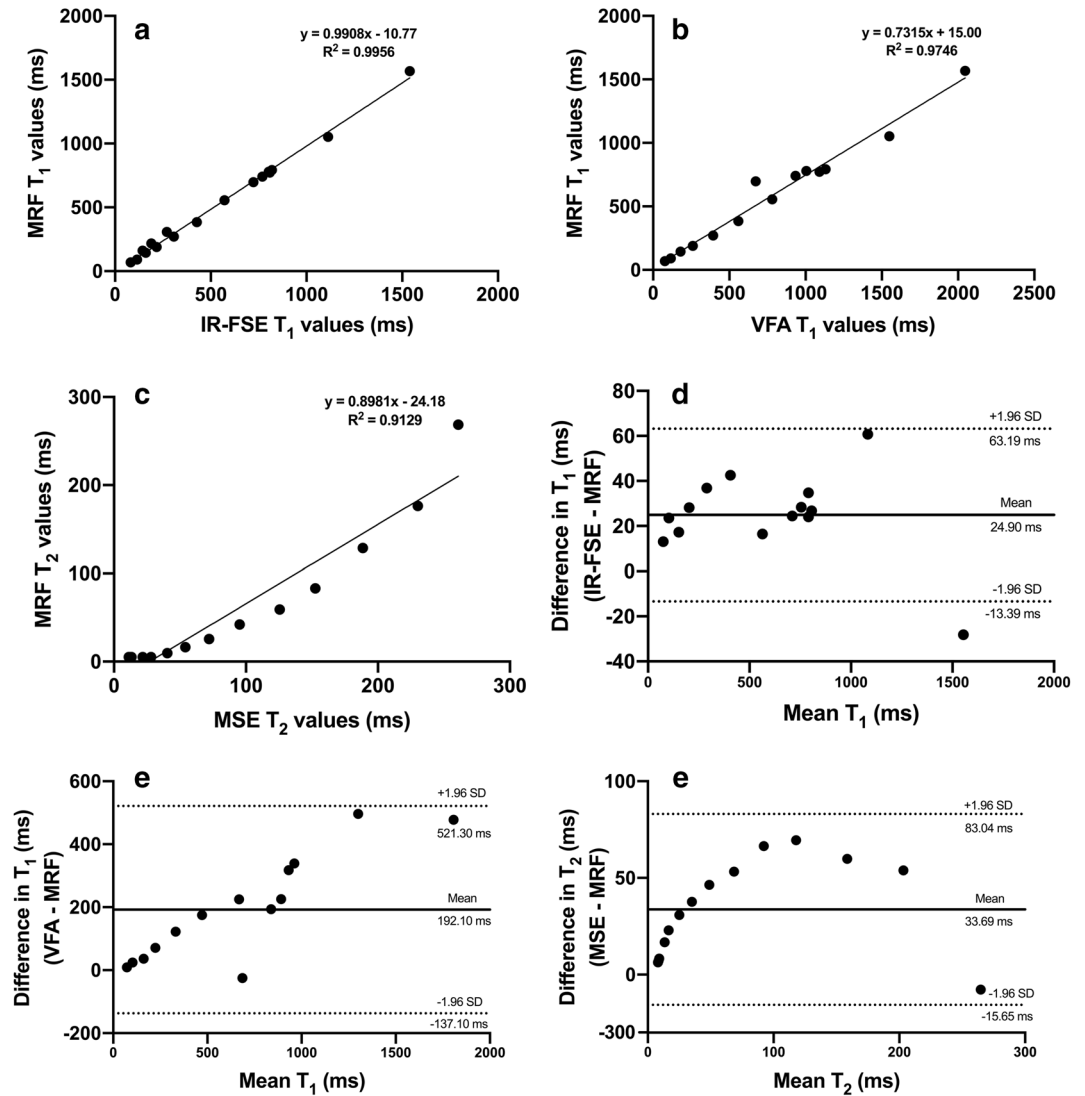 a
y = 0.9908x - 10.77
R² = 0.9956
2000
1500
1000
500
0
MRF T₁ values (ms)
0 500 1000 1500 2000
IR-FSE T₁ values (ms)
b
y = 0.7315x + 15.00
R² = 0.9746
2000
1500
1000
500
0
MRF T₁ values (ms)
0 500 1000 1500 2000 2500
VFA T₁ values (ms)
c
y = 0.8981x - 24.18
R² = 0.9129
300
200
100
0
MRF T₂ values (ms)
0 100 200 300
MSE T₂ values (ms)
d
80
60
40
20
0
-20
-40
Difference in T₁ (ms)
(IR-FSE - MRF)
+1.96 SD
63.19 ms
Mean
24.90 ms
-1.96 SD
-13.39 ms
0 500 1000 1500 2000
Mean T₁ (ms)
e
600
400
200
0
-200
Difference in T₁ (ms)
(VFA - MRF)
+1.96 SD
521.30 ms
Mean
192.10 ms
-1.96 SD
-137.10 ms
0 500 1000 1500 2000
Mean T₁ (ms)
e
100
50
0
-300
Difference in T₂ (ms)
(MSE - MRF)
+1.96 SD
83.04 ms
Mean
33.69 ms
-1.96 SD
-15.65 ms
0 100 200 300
Mean T₂ (ms)